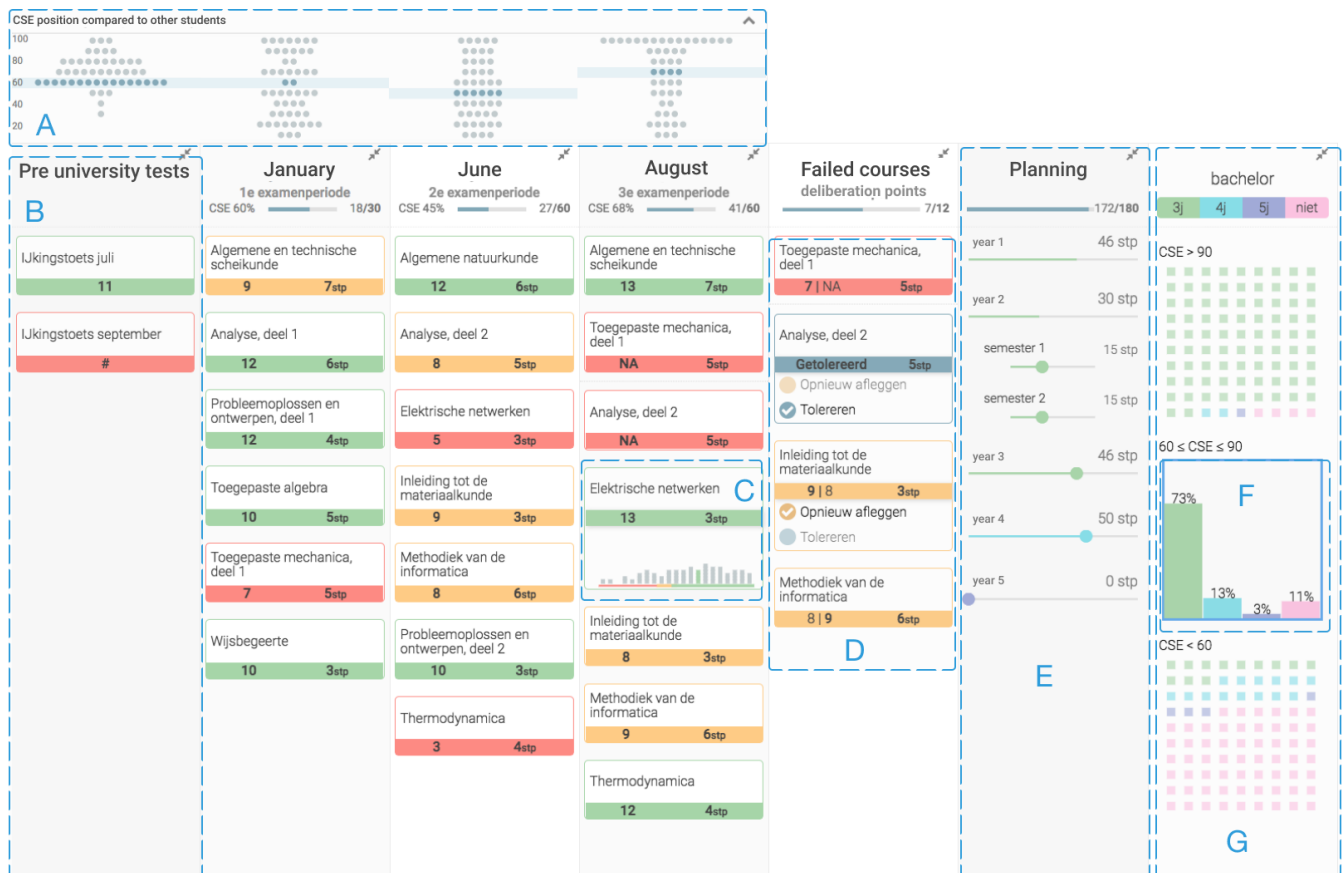 CSE position compared to other students
100
80
60
40
20
A
Pre university tests
B
IJkingstoets juli
11
IJkingstoets september
#
January
1e examenperiode
CSE 60% 18/30
Algemene en technische
scheikunde
9 7stp
Analyse, deel 1
12 6stp
Probleemoplossen en
ontwerpen, deel 1
12 4stp
Toegepaste algebra
10 5stp
Toegepaste mechanica,
deel 1
7 5stp
Wijsbegeerte
10 3stp
June
2e examenperiode
CSE 45% 27/60
Algemene natuurkunde
12 6stp
Analyse, deel 2
8 5stp
Elektrische netwerken
5 3stp
Inleiding tot de
materiaalkunde
9 3stp
Methodiek van de
informatica
8 6stp
Probleemoplossen en
ontwerpen, deel 2
10 3stp
Thermodynamica
3 4stp
August
3e examenperiode
CSE 68% 41/60
Algemene en technische
scheikunde
13 7stp
Toegepaste mechanica,
deel 1
NA 5stp
Analyse, deel 2
NA 5stp
Elektrische netwerken
C
13 3stp
Inleiding tot de
materiaalkunde
8 3stp
Methodiek van de
informatica
9 6stp
Thermodynamica
12 4stp
Failed courses
deliberation points
7/12
Toegepaste mechanica,
deel 1
7 | NA 5stp
Analyse, deel 2
Getolereerd 5stp
Opnieuw afleggen
Tolereren
Inleiding tot de
materiaalkunde
9 | 8 3stp
Opnieuw afleggen
Tolereren
Methodiek van de
informatica
8 | 9 6stp
D
Planning
172/180
year 1 46 stp
year 2 30 stp
semester 1 15 stp
semester 2 15 stp
year 3 46 stp
year 4 50 stp
year 5 0 stp
E
bachelor
3j 4j 5j niet
CSE > 90
60 ≤ CSE ≤ 90
F
73%
13%
3%
11%
CSE < 60
G